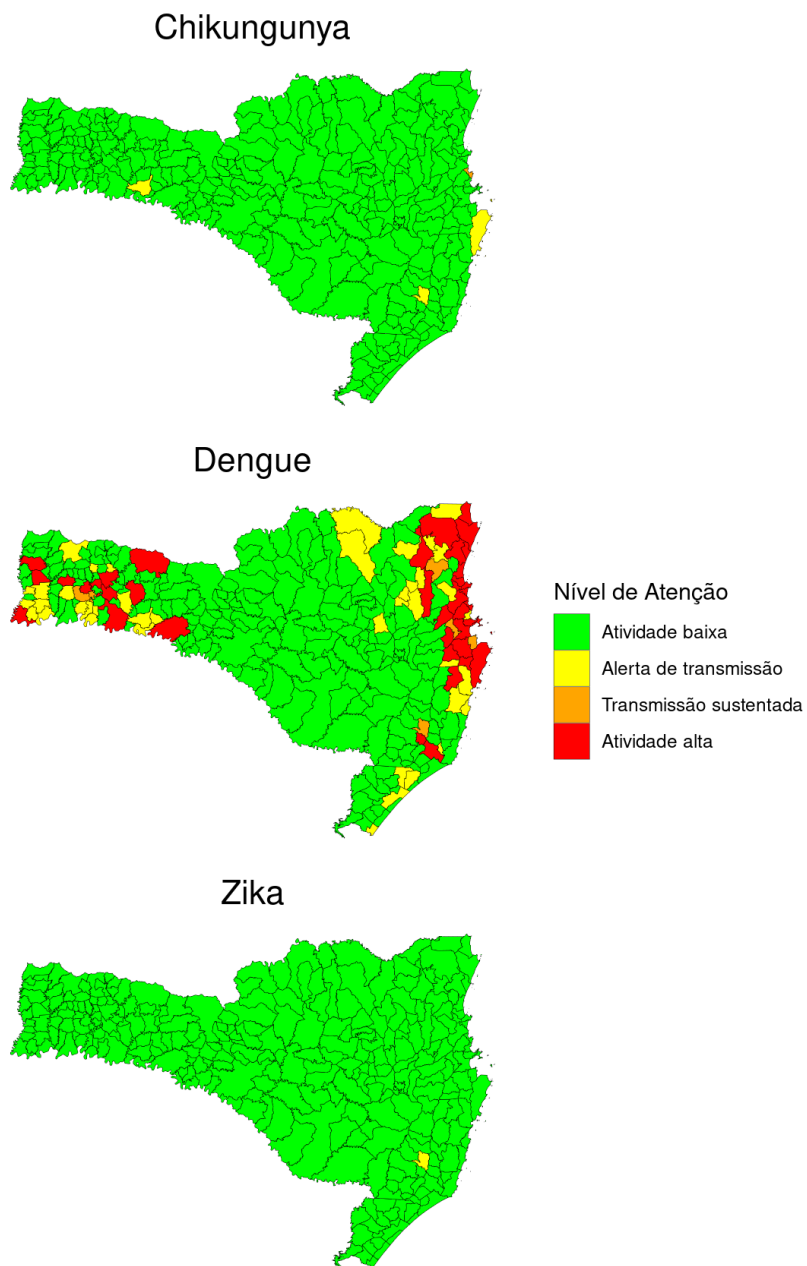 Chikungunya
Dengue
Nível de Atenção
Atividade baixa
Alerta de transmissão
Transmissão sustentada
Atividade alta
Zika